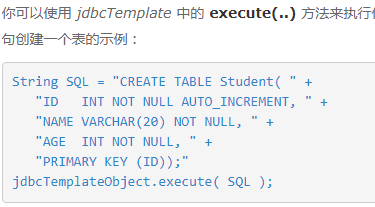 你可以使用 jdbcTemplate 中的 execute(..) 方法来执行
句创建一个表的示例：
String SQL = "CREATE TABLE Student( " +
"ID   INT NOT NULL AUTO_INCREMENT, " +
"NAME VARCHAR(20) NOT NULL, " +
"AGE  INT NOT NULL, " +
"PRIMARY KEY (ID));"
jdbcTemplateObject.execute( SQL );